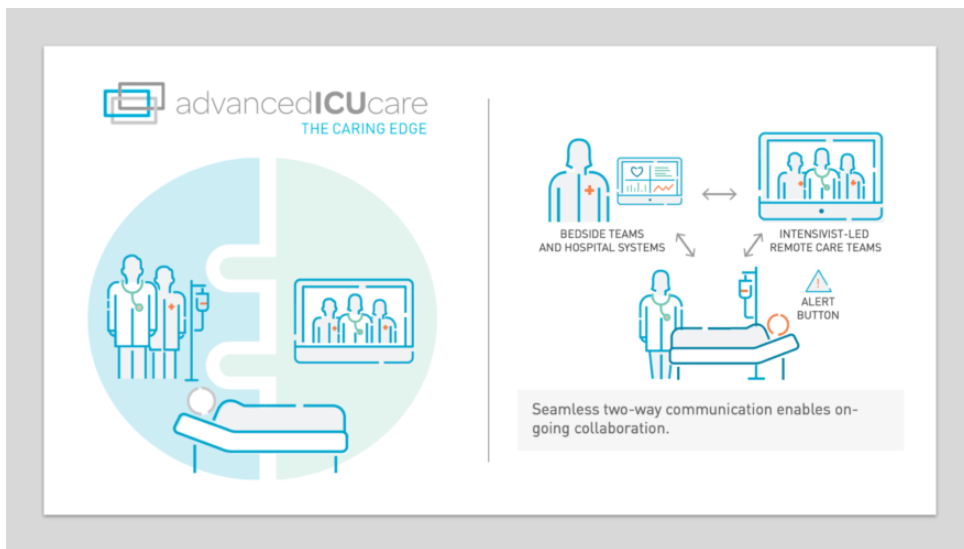 advancedICUcare
THE CARING EDGE
BEDSIDE TEAMS
AND HOSPITAL SYSTEMS
INTENSIVIST-LED
REMOTE CARE TEAMS
ALERT
BUTTON
Seamless two-way communication enables on-
going collaboration.